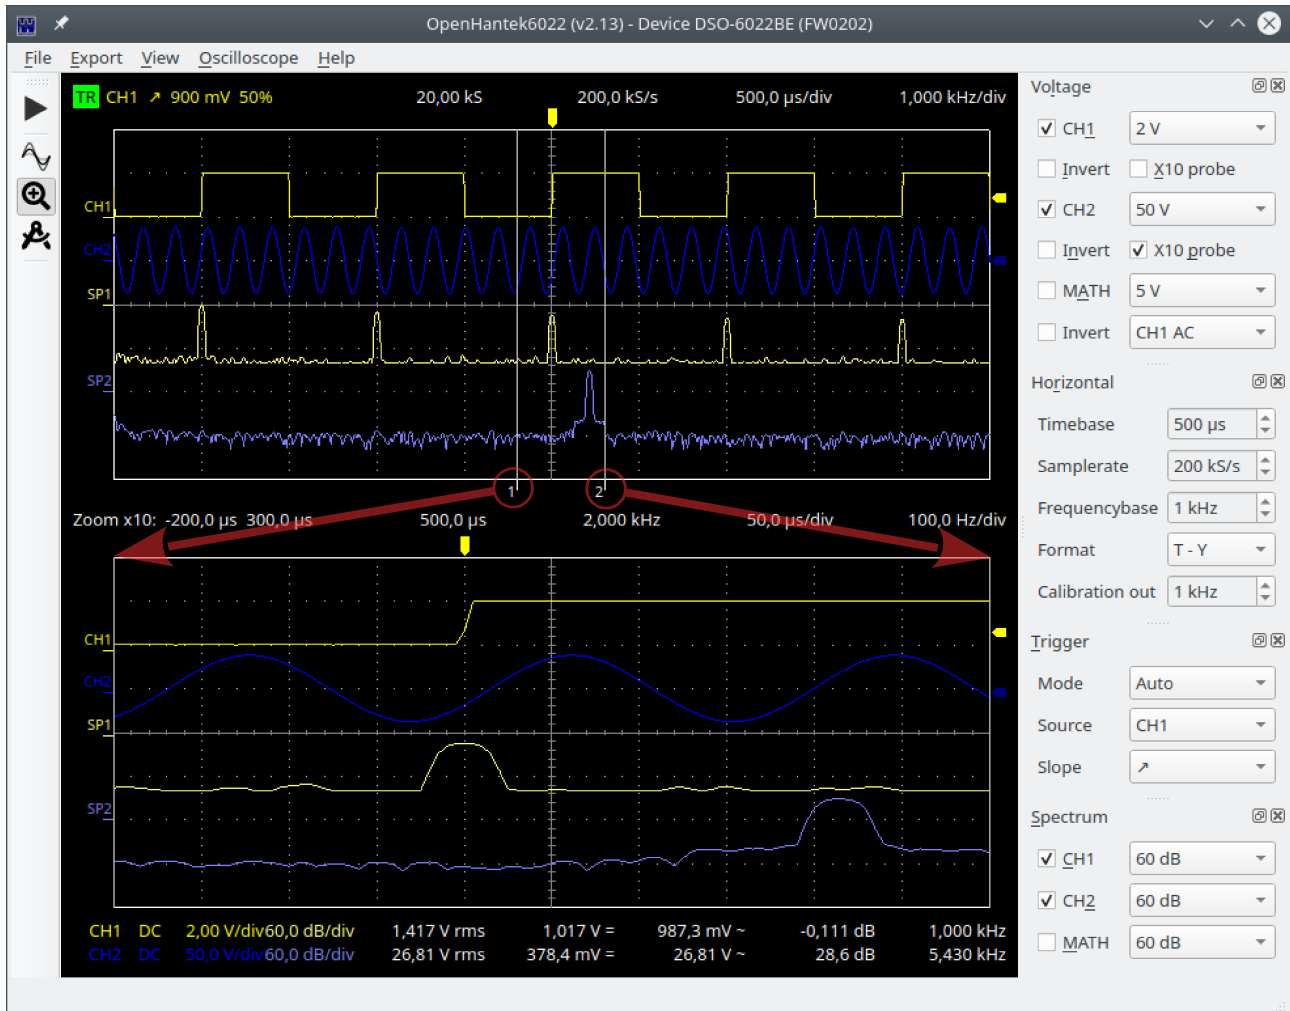 OpenHantek6022 (v2.13) - Device DSO-6022BE (FW0202)
File Export View Oscilloscope Help
TR CH1 ↗ 900 mV 50% 20,00 kS 200,0 kS/s 500,0 µs/div 1,000 kHz/div
CH1
CH2
SP1
SP2
1 2
Zoom x10: -200,0 µs 300,0 µs 500,0 µs 2,000 kHz 50,0 µs/div 100,0 Hz/div
CH1
CH2
SP1
SP2
CH1 DC 2,00 V/div 60,0 dB/div 1,417 V rms 1,017 V = 987,3 mV ~ -0,111 dB 1,000 kHz
CH2 DC 50,0 V/div 60,0 dB/div 26,81 V rms 378,4 mV = 26,81 V ~ 28,6 dB 5,430 kHz
Voltage
CH1 2 V
Invert X10 probe
CH2 50 V
Invert X10 probe
MATH 5 V
Invert CH1 AC
Horizontal
Timebase 500 µs
Samplerate 200 kS/s
Frequencybase 1 kHz
Format T - Y
Calibration out 1 kHz
Trigger
Mode Auto
Source CH1
Slope ↗
Spectrum
CH1 60 dB
CH2 60 dB
MATH 60 dB